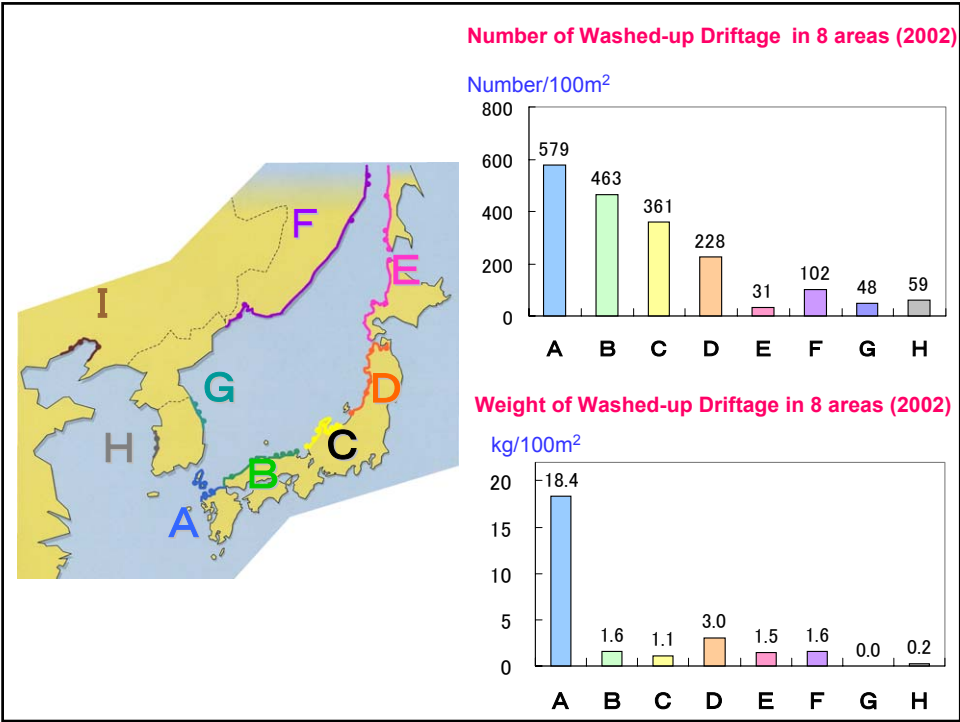 Number of Washed-up Driftage in 8 areas (2002)
Number/100m2
800
600
400
200
0
579
463
361
228
31
102
48
59
A B C D E F G H
F
E
I
G
D
H
C
B
A
Weight of Washed-up Driftage in 8 areas (2002)
kg/100m2
20
15
10
5
0
18.4
1.6
1.1
3.0
1.5
1.6
0.0
0.2
A B C D E F G H